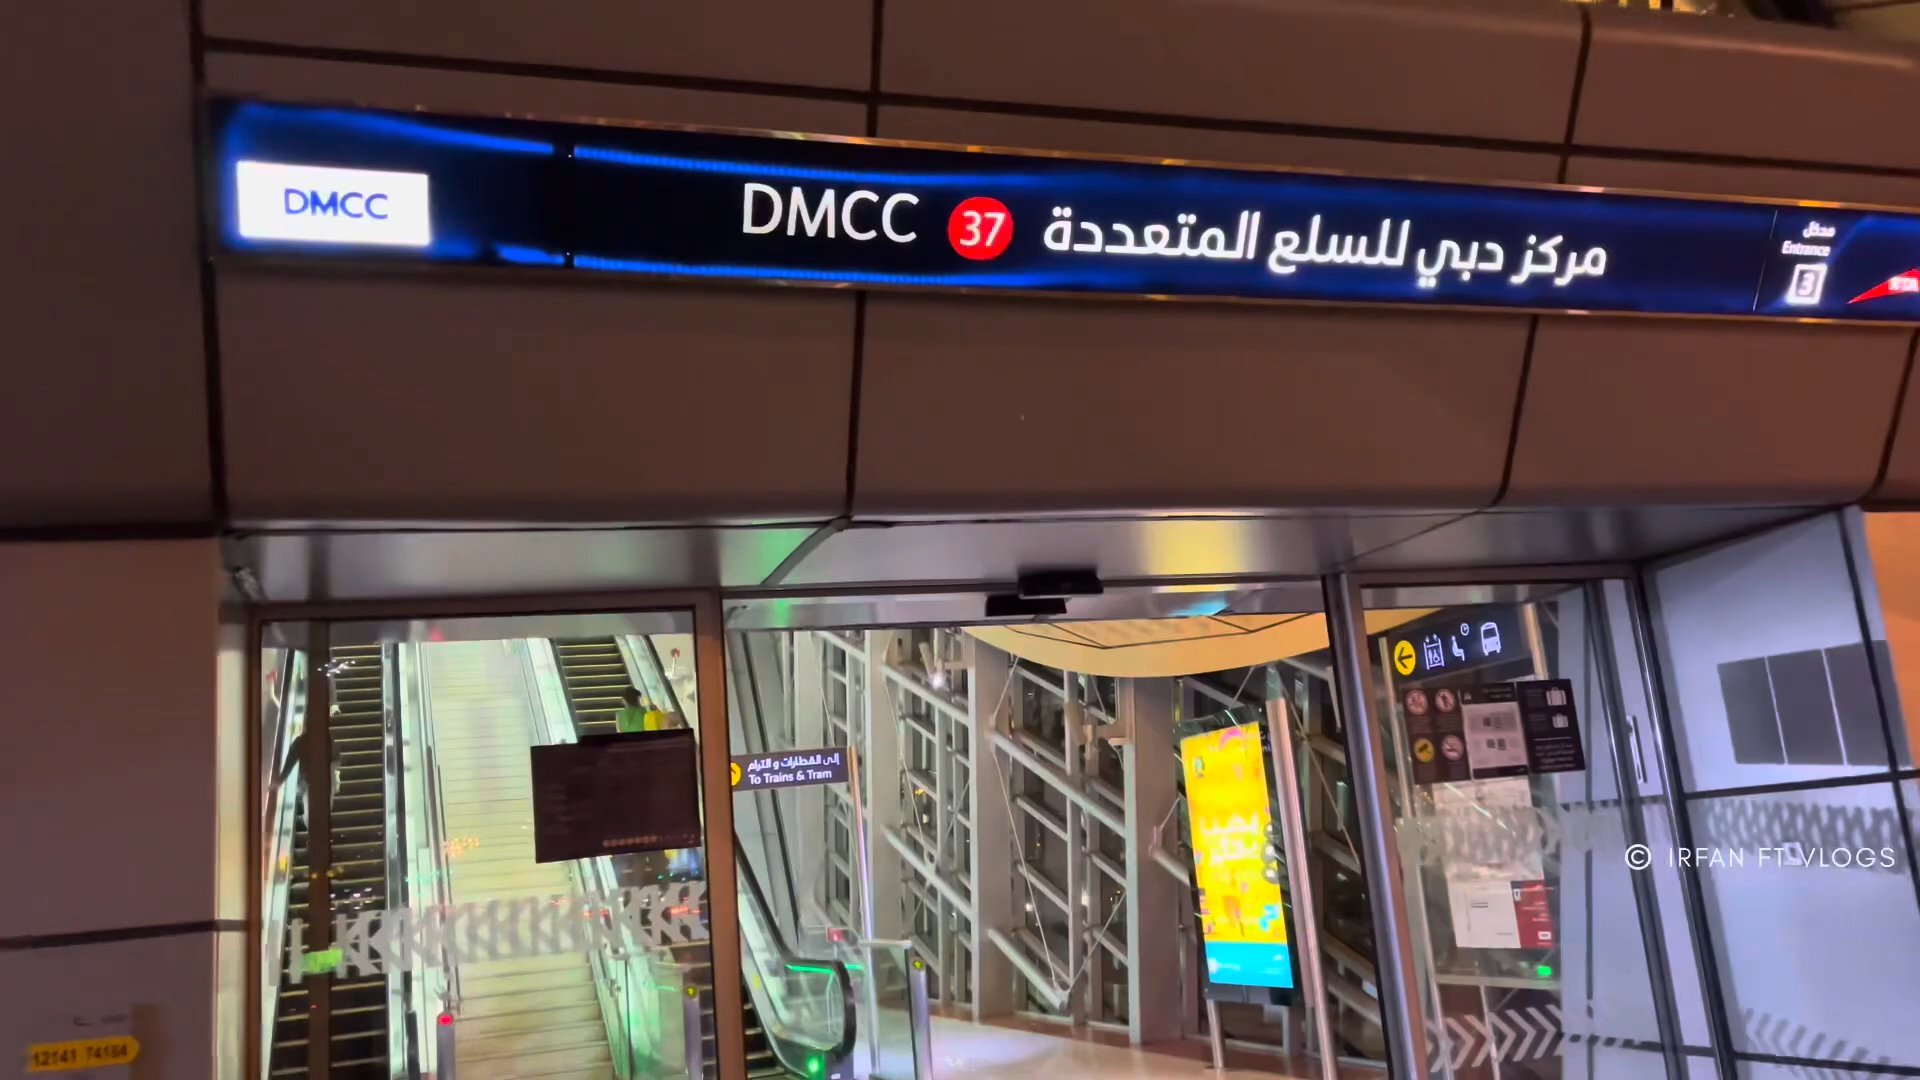 DMCC
DMCC 37 مركز دبي للسلع المتعددة
مدخل
Entrance
3
RTA
إلى القطارات و الترام
To Trains & Tram
© IRFAN FT VLOGS
12141 74184